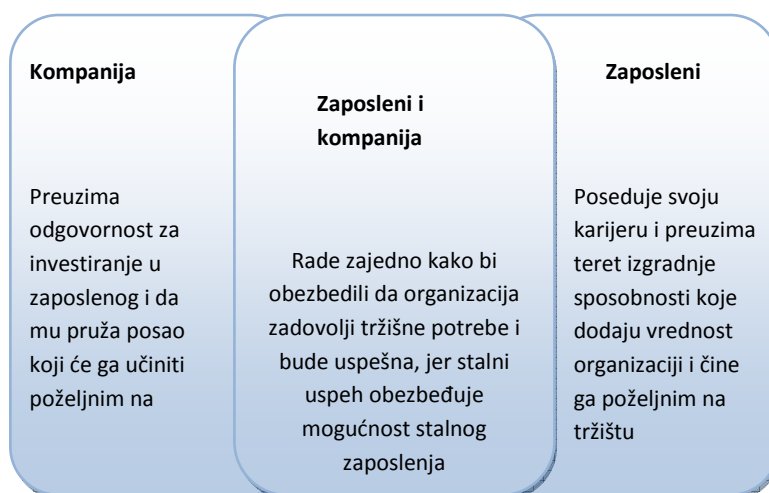 Kompanija
Preuzima
odgovornost za
investiranje u
zaposlenog i da
mu pruža posao
koji će ga učiniti
poželjnim na
Zaposleni i
kompanija
Rade zajedno kako bi
obezbedili da organizacija
zadovolji tržišne potrebe i
bude uspešna, jer stalni
uspeh obezbeđuje
mogućnost stalnog
zaposlenja
Zaposleni
Poseduje svoju
karijeru i preuzima
teret izgradnje
sposobnosti koje
dodaju vrednost
organizaciji i čine
ga poželjnim na
tržištu